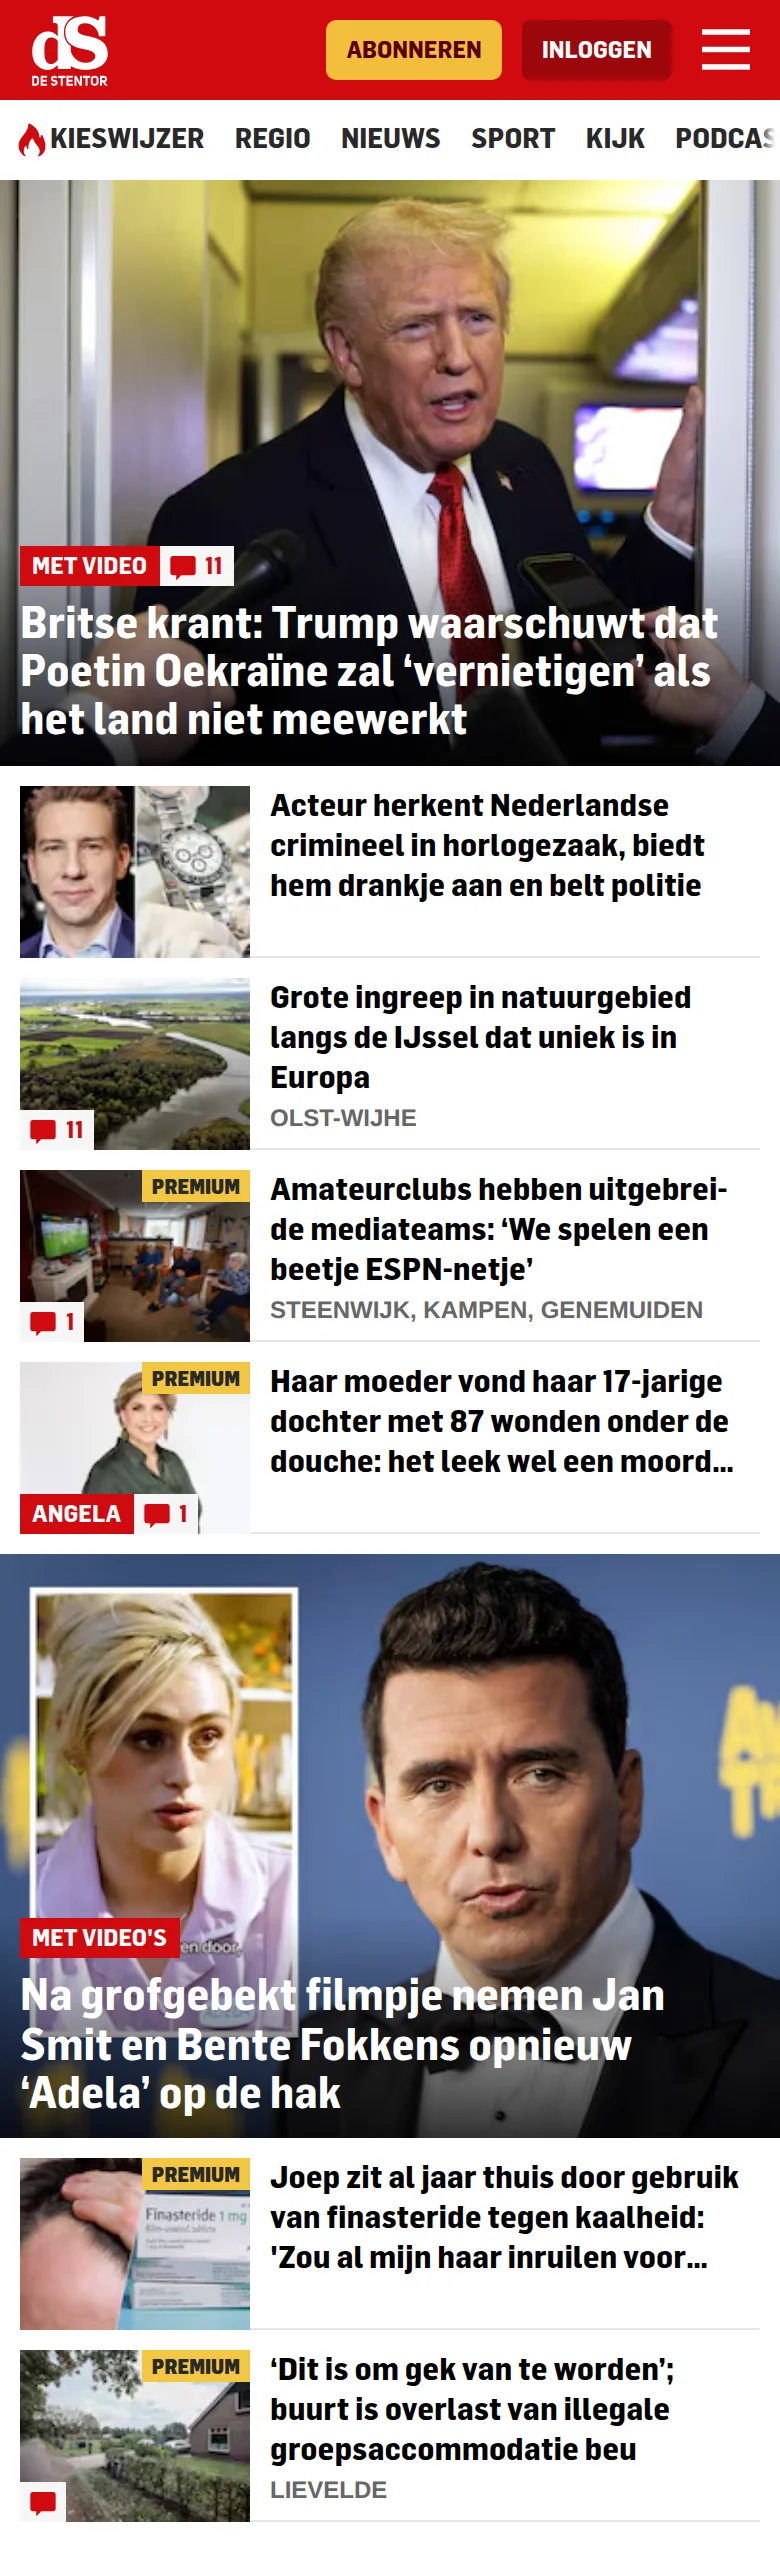 dS
DE STENTOR
ABONNEREN
INLOGGEN
KIESWIJZER REGIO NIEUWS SPORT KIJK PODCAS
MET VIDEO 11
Britse krant: Trump waarschuwt dat
Poetin Oekraïne zal ‘vernietigen’ als
het land niet meewerkt
Acteur herkent Nederlandse
crimineel in horlogezaak, biedt
hem drankje aan en belt politie
11
Grote ingreep in natuurgebied
langs de IJssel dat uniek is in
Europa
OLST-WIJHE
PREMIUM
1
Amateurclubs hebben uitgebrei-
de mediateams: ‘We spelen een
beetje ESPN-netje’
STEENWIJK, KAMPEN, GENEMUIDEN
PREMIUM
ANGELA 1
Haar moeder vond haar 17-jarige
dochter met 87 wonden onder de
douche: het leek wel een moord...
en door,
MET VIDEO'S
Na grofgebekt filmpje nemen Jan
Smit en Bente Fokkens opnieuw
‘Adela’ op de hak
PREMIUM
Finasteride 1 mg
Joep zit al jaar thuis door gebruik
van finasteride tegen kaalheid:
'Zou al mijn haar inruilen voor...
PREMIUM
‘Dit is om gek van te worden’;
buurt is overlast van illegale
groepsaccommodatie beu
LIEVELDE